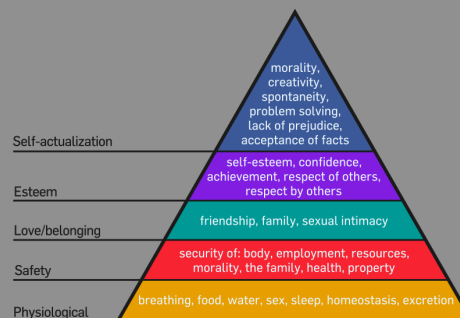 morality,
creativity,
spontaneity,
problem solving,
lack of prejudice,
acceptance of facts
Self-actualization
self-esteem, confidence,
achievement, respect of others,
respect by others
Esteem
friendship, family, sexual intimacy
Love/belonging
security of: body, employment, resources,
morality, the family, health, property
Safety
breathing, food, water, sex, sleep, homeostasis, excretion
Physiological